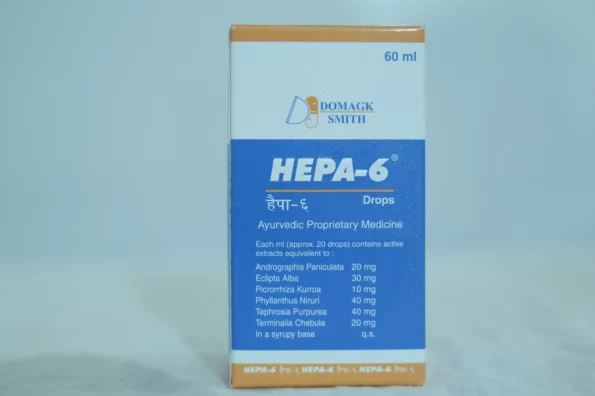 60 ml
DOMAGK
SMITH
HEPA-6®
हैपा-६
Drops
Ayurvedic Proprietary Medicine
Each ml (approx. 20 drops) contains active
extracts equivalent to :
Andrographis Paniculata 20 mg
Eclipta Alba 30 mg
Picrorrhiza Kurroa 10 mg
Phyllanthus Niruri 40 mg
Tephrosia Purpurea 40 mg
Terminalia Chebula 20 mg
In a syrupy base q.s.
HEPA-6 हैपा-६ HEPA-6 हैपा-६ HEPA-6 हैपा-६